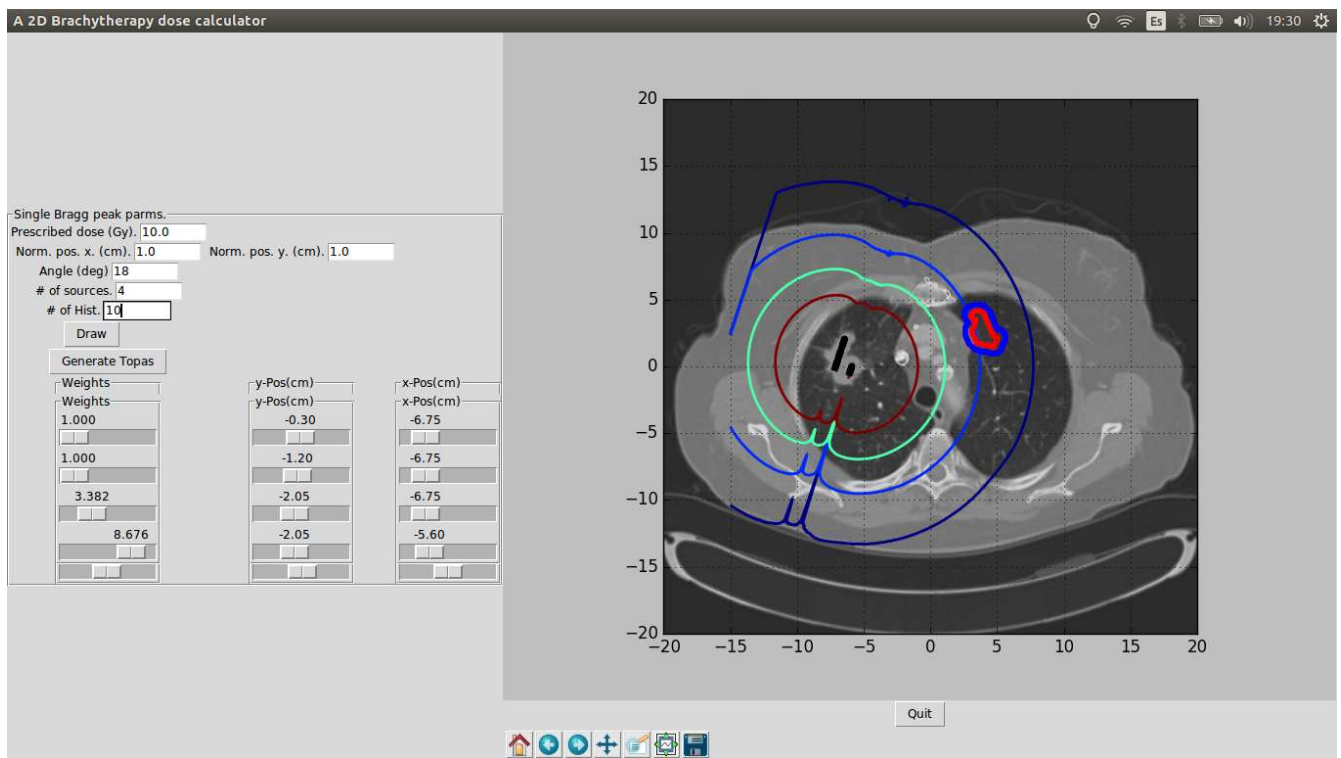 A 2D Brachytherapy dose calculator Es 19:30
Single Bragg peak parms.
Prescribed dose (Gy). 10.0
Norm. pos. x. (cm). 1.0 Norm. pos. y. (cm). 1.0
Angle (deg) 18
# of sources. 4
# of Hist. 10
Draw
Generate Topas
Weights y-Pos(cm) x-Pos(cm)
Weights y-Pos(cm) x-Pos(cm)
1.000 -0.30 -6.75
1.000 -1.20 -6.75
3.382 -2.05 -6.75
8.676 -2.05 -5.60
20
15
10
5
0
−5
−10
−15
−20
−20 −15 −10 −5 0 5 10 15 20
Quit